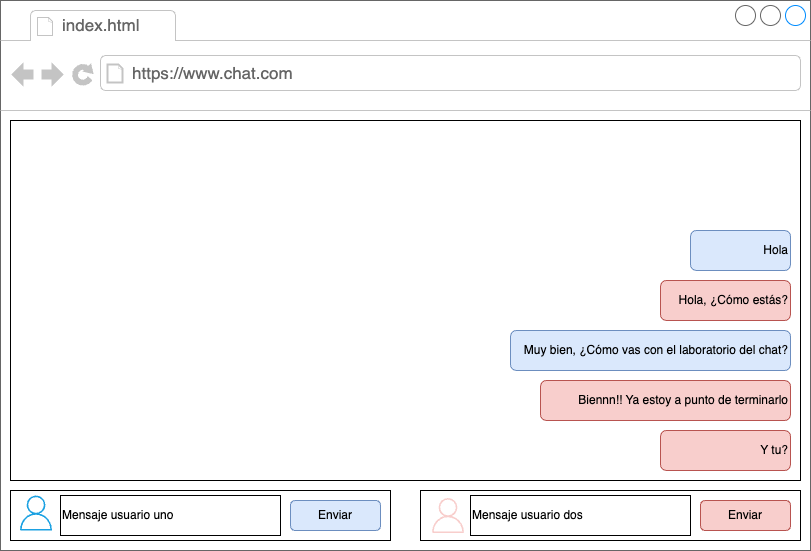 index.html
https://www.chat.com
Hola
Hola, ¿Cómo estás?
Muy bien, ¿Cómo vas con el laboratorio del chat?
Biennn!! Ya estoy a punto de terminarlo
Y tu?
Mensaje usuario uno
Enviar
Mensaje usuario dos
Enviar